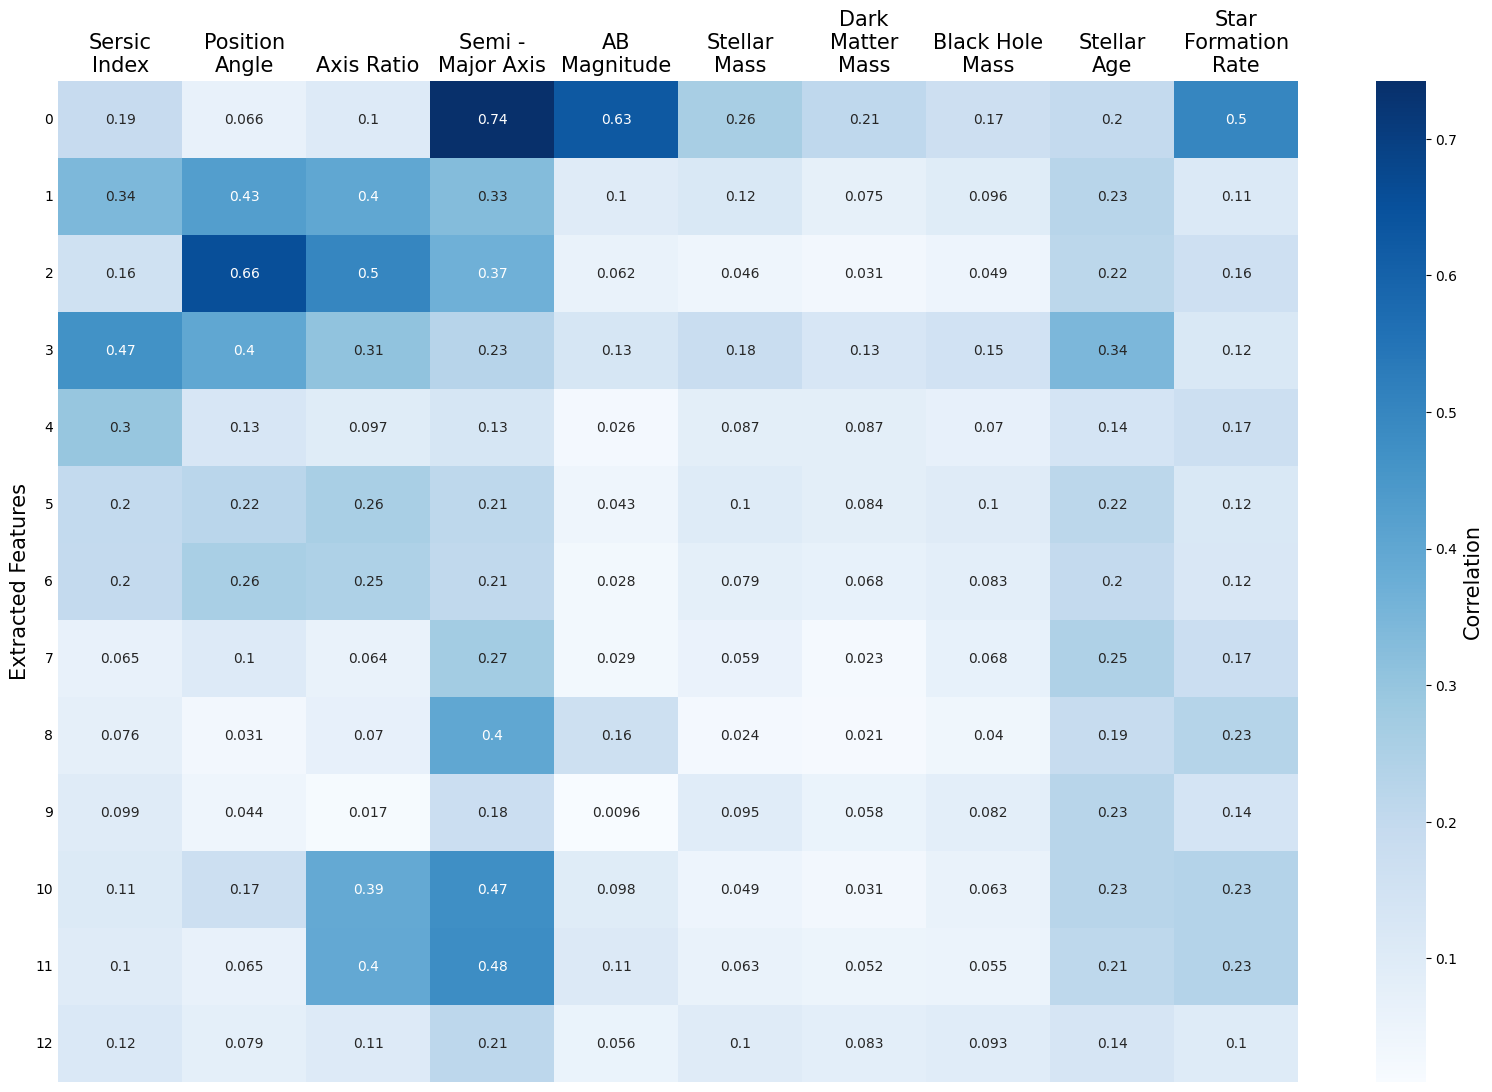 Sersic Index
Position Angle
Axis Ratio
Semi - Major Axis
AB Magnitude
Stellar Mass
Dark Matter Mass
Black Hole Mass
Stellar Age
Star Formation Rate
Extracted Features
0 0.19 0.066 0.1 0.74 0.63 0.26 0.21 0.17 0.2 0.5
1 0.34 0.43 0.4 0.33 0.1 0.12 0.075 0.096 0.23 0.11
2 0.16 0.66 0.5 0.37 0.062 0.046 0.031 0.049 0.22 0.16
3 0.47 0.4 0.31 0.23 0.13 0.18 0.13 0.15 0.34 0.12
4 0.3 0.13 0.097 0.13 0.026 0.087 0.087 0.07 0.14 0.17
5 0.2 0.22 0.26 0.21 0.043 0.1 0.084 0.1 0.22 0.12
6 0.2 0.26 0.25 0.21 0.028 0.079 0.068 0.083 0.2 0.12
7 0.065 0.1 0.064 0.27 0.029 0.059 0.023 0.068 0.25 0.17
8 0.076 0.031 0.07 0.4 0.16 0.024 0.021 0.04 0.19 0.23
9 0.099 0.044 0.017 0.18 0.0096 0.095 0.058 0.082 0.23 0.14
10 0.11 0.17 0.39 0.47 0.098 0.049 0.031 0.063 0.23 0.23
11 0.1 0.065 0.4 0.48 0.11 0.063 0.052 0.055 0.21 0.23
12 0.12 0.079 0.11 0.21 0.056 0.1 0.083 0.093 0.14 0.1
0.7
0.6
0.5
0.4
0.3
0.2
0.1
Correlation